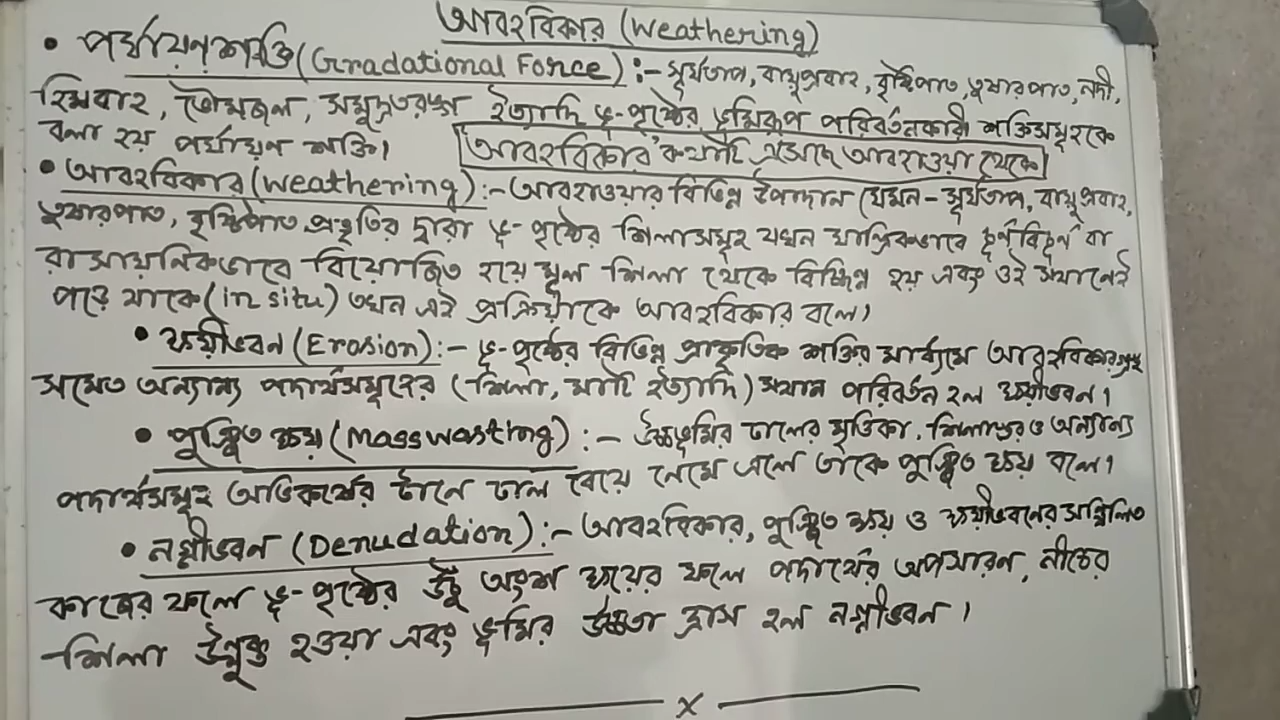 আবহবিকার (Weathering)
• পর্যায়ণ শক্তি (Gradational Force) :- সূর্যতাপ, বায়ুপ্রবাহ, বৃষ্টিপাত, তুষারপাত, নদী,
হিমবাহ, ভৌমজল, সমুদ্রতরঙ্গ ইত্যাদি ভূ-পৃষ্ঠের ভূমিরূপ পরিবর্তনকারী শক্তিসমূহকে
বলা হয় পর্যায়ণ শক্তি। 'আবহবিকার' কথাটি এসেছে আবহাওয়া থেকে।
• আবহবিকার (Weathering) :- আবহাওয়ার বিভিন্ন উপাদান যেমন- সূর্যতাপ, বায়ুপ্রবাহ,
তুষারপাত, বৃষ্টিপাত প্রভৃতির দ্বারা ভূ-পৃষ্ঠের শিলাসমূহ যখন যান্ত্রিকভাবে চূর্ণবিচূর্ণ বা
রাসায়নিকভাবে বিয়োজিত হয়ে মূল শিলা থেকে বিচ্ছিন্ন হয় এবং ওই স্থানেই
পড়ে থাকে (in situ) তখন এই প্রক্রিয়াকে আবহবিকার বলে।
• ক্ষয়ীভবন (Erosion) :- ভূ-পৃষ্ঠের বিভিন্ন প্রাকৃতিক শক্তির মাধ্যমে আবহবিকারগ্রস্থ
সমেত অন্যান্য পদার্থসমূহের (শিলা, মাটি ইত্যাদি) স্থান পরিবর্তন হল ক্ষয়ীভবন।
• পুঞ্জিত ক্ষয় (Mass wasting) :- উচ্চভূমির ঢালের মৃত্তিকা, শিলাস্তর ও অন্যান্য
পদার্থসমূহ অভিকর্ষের টানে ঢাল বেয়ে নেমে এলে তাকে পুঞ্জিত ক্ষয় বলে।
• নগ্নীভবন (Denudation) :- আবহবিকার, পুঞ্জিত ক্ষয় ও ক্ষয়ীভবনের সম্মিলিত
কাজের ফলে ভূ-পৃষ্ঠের উঁচু অংশ ক্ষয়ের ফলে পদার্থের অপসারন, নীচের
শিলা উন্মুক্ত হওয়া এবং ভূমির উচ্চতা হ্রাস হল নগ্নীভবন।
x